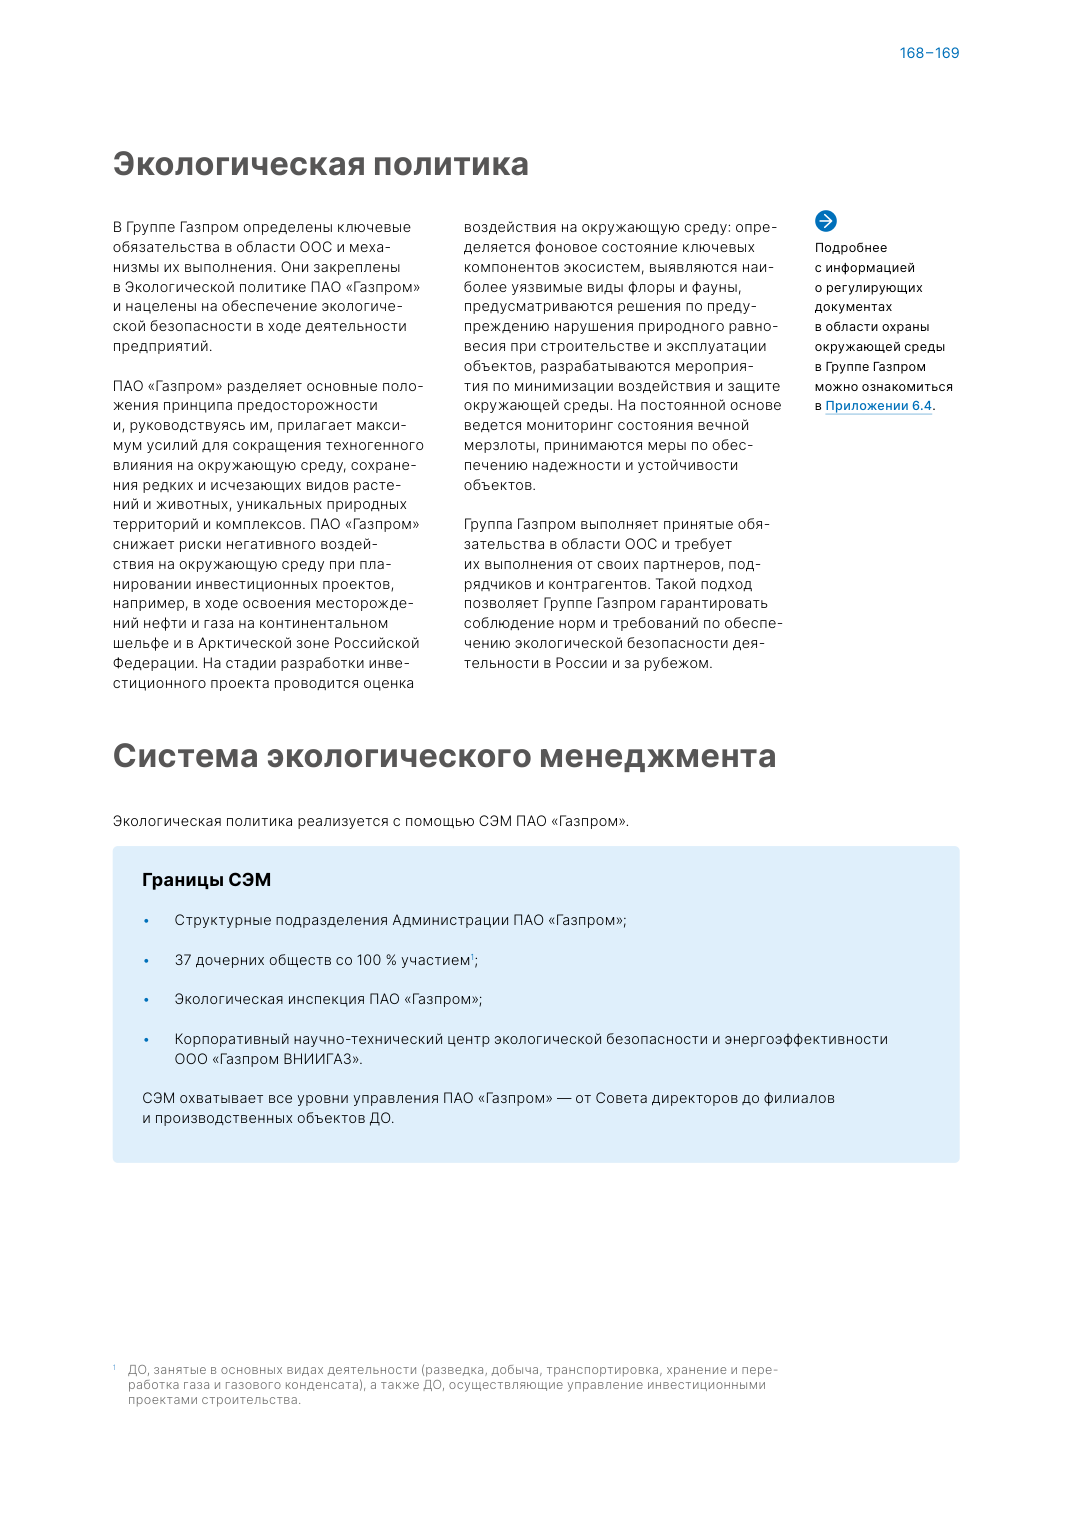 168–169
Экологическая политика
В Группе Газпром определены ключевые
обязательства в области ООС и меха-
низмы их выполнения. Они закреплены
в Экологической политике ПАО «Газпром»
и нацелены на обеспечение экологиче-
ской безопасности в ходе деятельности
предприятий.
ПАО «Газпром» разделяет основные поло-
жения принципа предосторожности
и, руководствуясь им, прилагает макси-
мум усилий для сокращения техногенного
влияния на окружающую среду, сохране-
ния редких и исчезающих видов расте-
ний и животных, уникальных природных
территорий и комплексов. ПАО «Газпром»
снижает риски негативного воздей-
ствия на окружающую среду при пла-
нировании инвестиционных проектов,
например, в ходе освоения месторожде-
ний нефти и газа на континентальном
шельфе и в Арктической зоне Российской
Федерации. На стадии разработки инве-
стиционного проекта проводится оценка
воздействия на окружающую среду: опре-
деляется фоновое состояние ключевых
компонентов экосистем, выявляются наи-
более уязвимые виды флоры и фауны,
предусматриваются решения по преду-
преждению нарушения природного равно-
весия при строительстве и эксплуатации
объектов, разрабатываются мероприя-
тия по минимизации воздействия и защите
окружающей среды. На постоянной основе
ведется мониторинг состояния вечной
мерзлоты, принимаются меры по обес-
печению надежности и устойчивости
объектов.
Группа Газпром выполняет принятые обя-
зательства в области ООС и требует
их выполнения от своих партнеров, под-
рядчиков и контрагентов. Такой подход
позволяет Группе Газпром гарантировать
соблюдение норм и требований по обеспе-
чению экологической безопасности дея-
тельности в России и за рубежом.
Подробнее
с информацией
о регулирующих
документах
в области охраны
окружающей среды
в Группе Газпром
можно ознакомиться
в Приложении 6.4.
Система экологического менеджмента
Экологическая политика реализуется с помощью СЭМ ПАО «Газпром».
Границы СЭМ
• Структурные подразделения Администрации ПАО «Газпром»;
• 37 дочерних обществ со 100 % участием¹;
• Экологическая инспекция ПАО «Газпром»;
• Корпоративный научно-технический центр экологической безопасности и энергоэффективности
ООО «Газпром ВНИИГАЗ».
СЭМ охватывает все уровни управления ПАО «Газпром» — от Совета директоров до филиалов
и производственных объектов ДО.
¹ ДО, занятые в основных видах деятельности (разведка, добыча, транспортировка, хранение и пере-
работка газа и газового конденсата), а также ДО, осуществляющие управление инвестиционными
проектами строительства.